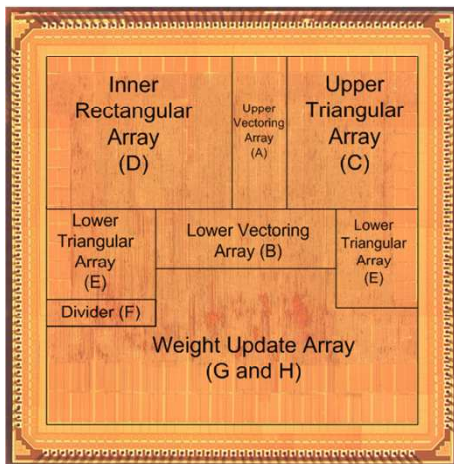 Inner
Rectangular
Array
(D)
Upper
Vectoring
Array
(A)
Upper
Triangular
Array
(C)
Lower
Triangular
Array
(E)
Lower Vectoring
Array (B)
Lower
Triangular
Array
(E)
Divider (F)
Weight Update Array
(G and H)